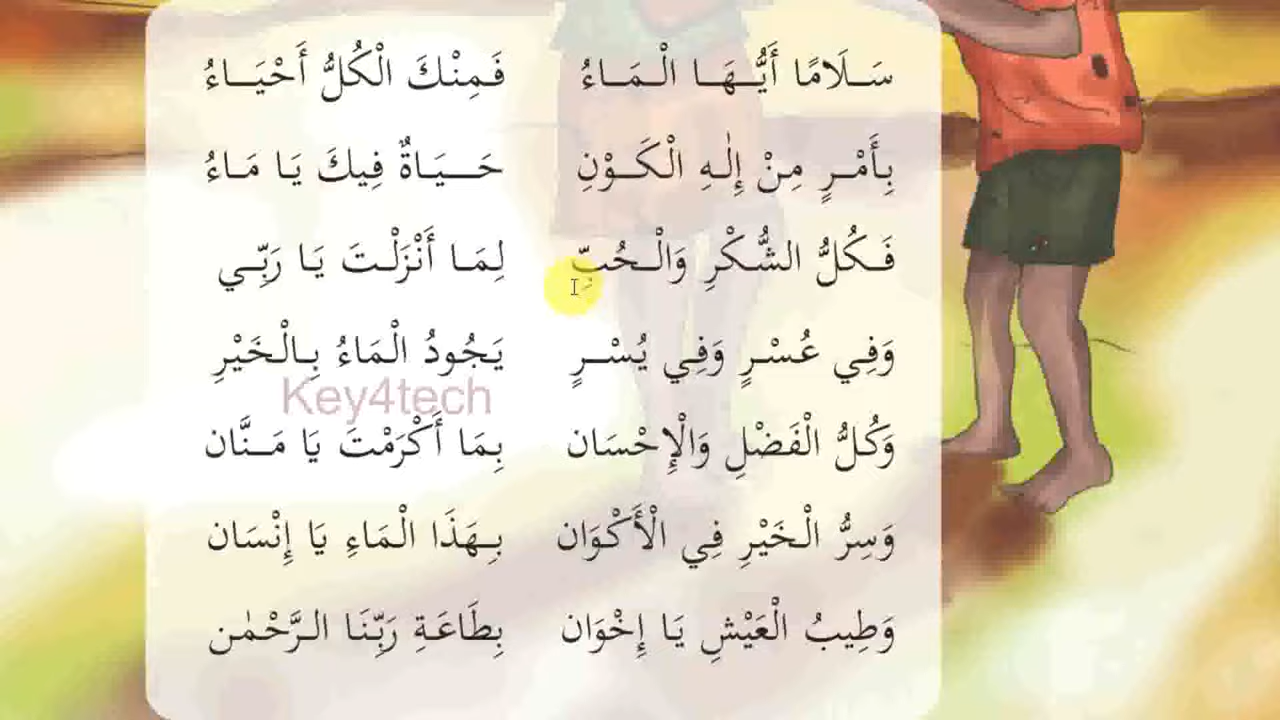 سَلَامًا أَيُّهَا الْمَاءُ فَمِنْكَ الْكُلُّ أَحْيَاءُ
بِأَمْرٍ مِنْ إِلٰهِ الْكَوْنِ حَيَاةٌ فِيكَ يَا مَاءُ
فَكُلُّ الشُّكْرِ وَالْحُبِّ لِمَا أَنْزَلْتَ يَا رَبِّي
وَفِي عُسْرٍ وَفِي يُسْرٍ يَجُودُ الْمَاءُ بِالْخَيْرِ
Key4tech
وَكُلُّ الْفَضْلِ وَالْإِحْسَان بِمَا أَكْرَمْتَ يَا مَنَّان
وَسِرُّ الْخَيْرِ فِي الْأَكْوَان بِهَذَا الْمَاءِ يَا إِنْسَان
وَطِيبُ الْعَيْشِ يَا إِخْوَان بِطَاعَةِ رَبِّنَا الرَّحْمٰن